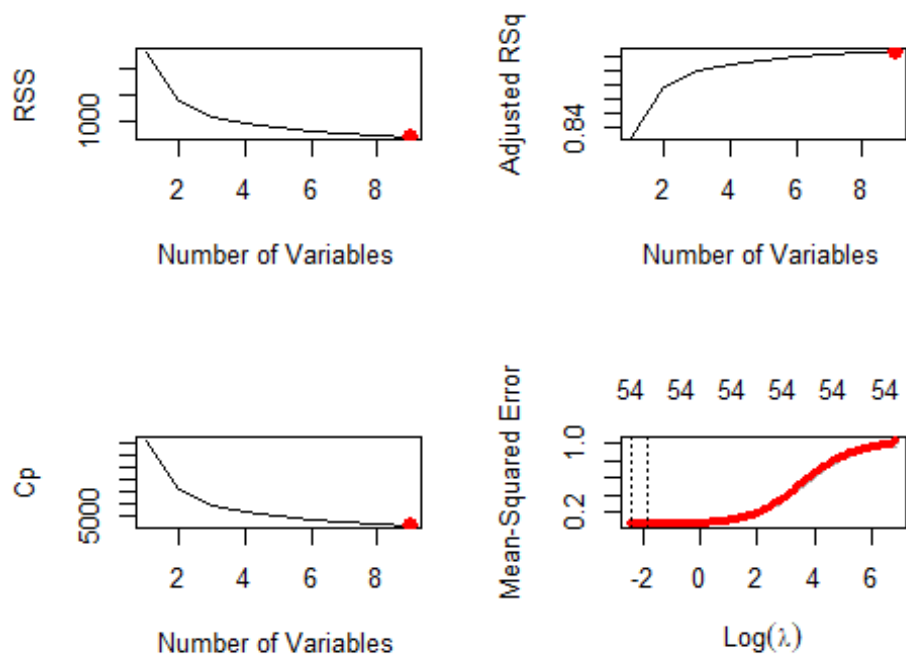 RSS
1000
2 4 6 8
Number of Variables
Adjusted RSq
0.84
2 4 6 8
Number of Variables
Cp
5000
2 4 6 8
Number of Variables
54 54 54 54 54 54
Mean-Squared Error
1.0
0.2
-2 0 2 4 6
Log(λ)